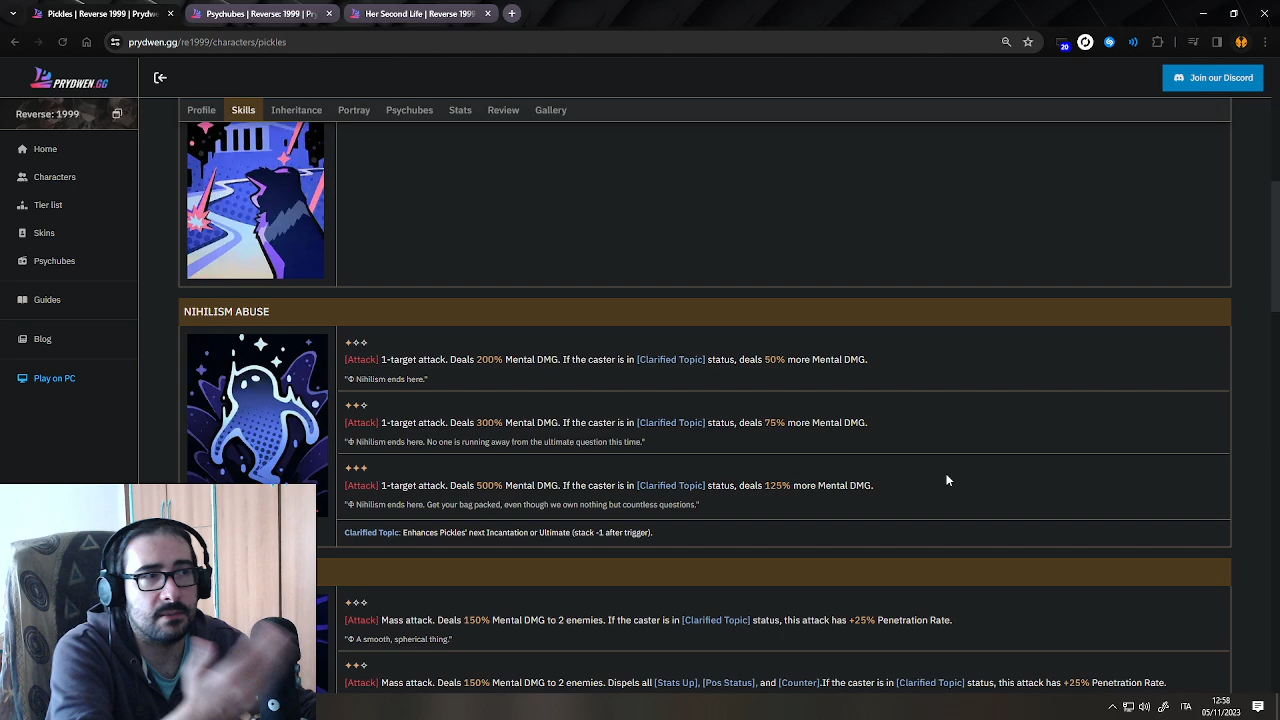 Pickles | Reverse: 1999 | Prydw
Psychubes | Reverse: 1999 | Pry
Her Second Life | Reverse: 1999
prydwen.gg/re1999/characters/pickles
20
PRYDWEN.GG
Join our Discord
Reverse: 1999
Profile
Skills
Inheritance
Portray
Psychubes
Stats
Review
Gallery
Home
Characters
Tier list
Skins
Psychubes
Guides
Blog
Play on PC
NIHILISM ABUSE
[Attack] 1-target attack. Deals 200% Mental DMG. If the caster is in [Clarified Topic] status, deals 50% more Mental DMG.
"Φ Nihilism ends here."
[Attack] 1-target attack. Deals 300% Mental DMG. If the caster is in [Clarified Topic] status, deals 75% more Mental DMG.
"Φ Nihilism ends here. No one is running away from the ultimate question this time."
[Attack] 1-target attack. Deals 500% Mental DMG. If the caster is in [Clarified Topic] status, deals 125% more Mental DMG.
"Φ Nihilism ends here. Get your bag packed, even though we own nothing but countless questions."
Clarified Topic: Enhances Pickles' next Incantation or Ultimate (stack -1 after trigger).
[Attack] Mass attack. Deals 150% Mental DMG to 2 enemies. If the caster is in [Clarified Topic] status, this attack has +25% Penetration Rate.
"Φ A smooth, spherical thing."
[Attack] Mass attack. Deals 150% Mental DMG to 2 enemies. Dispels all [Stats Up], [Pos Status], and [Counter].If the caster is in [Clarified Topic] status, this attack has +25% Penetration Rate.
ITA
12:58
05/11/2023